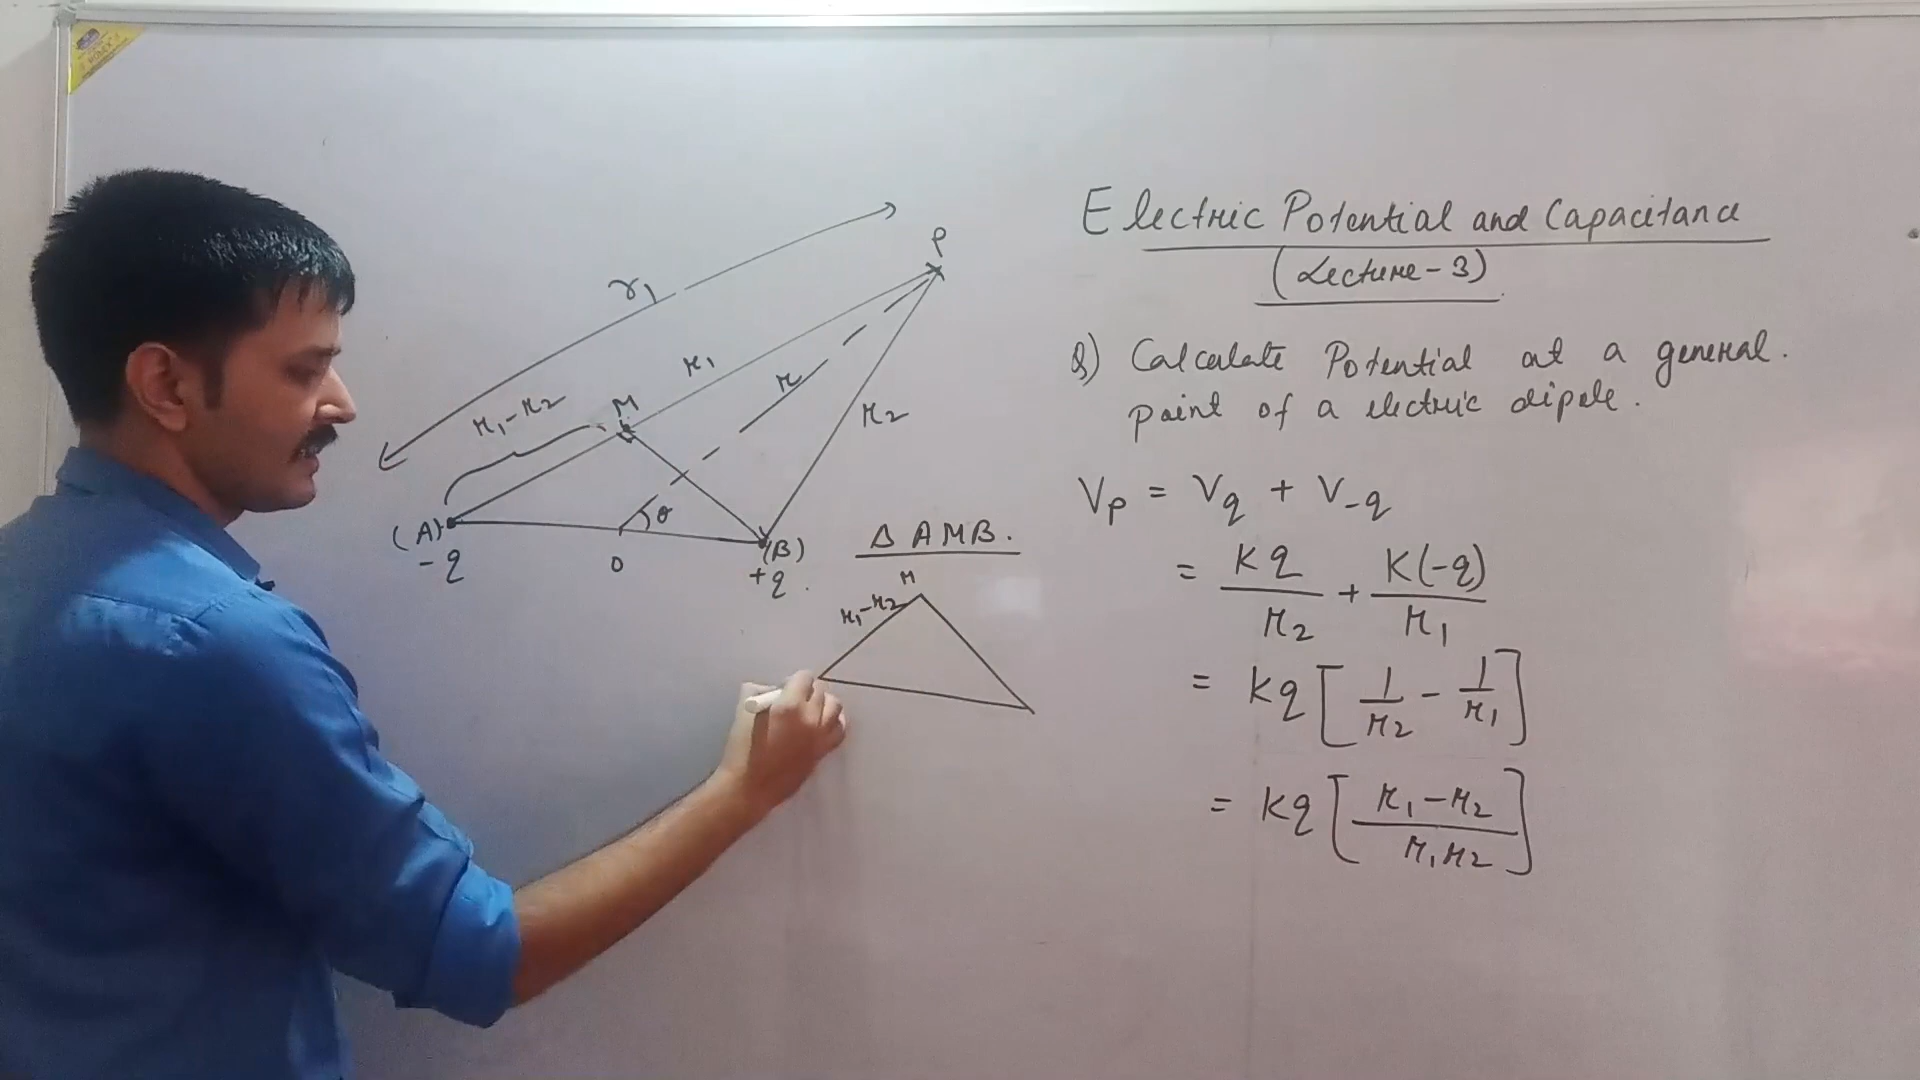 Electric Potential and Capacitance
(Lecture-3)
Q) Calculate Potential at a general.
point of a electric dipole.
Vp = Vq + V-q
= Kq/r2 + K(-q)/r1
= Kq [1/r2 - 1/r1]
= Kq [r1-r2/r1r2]
P
r1
r1
r
r2
r1-r2
M
θ
(A)
-q
O
(B)
+q
Δ AMB.
M
r1-r2